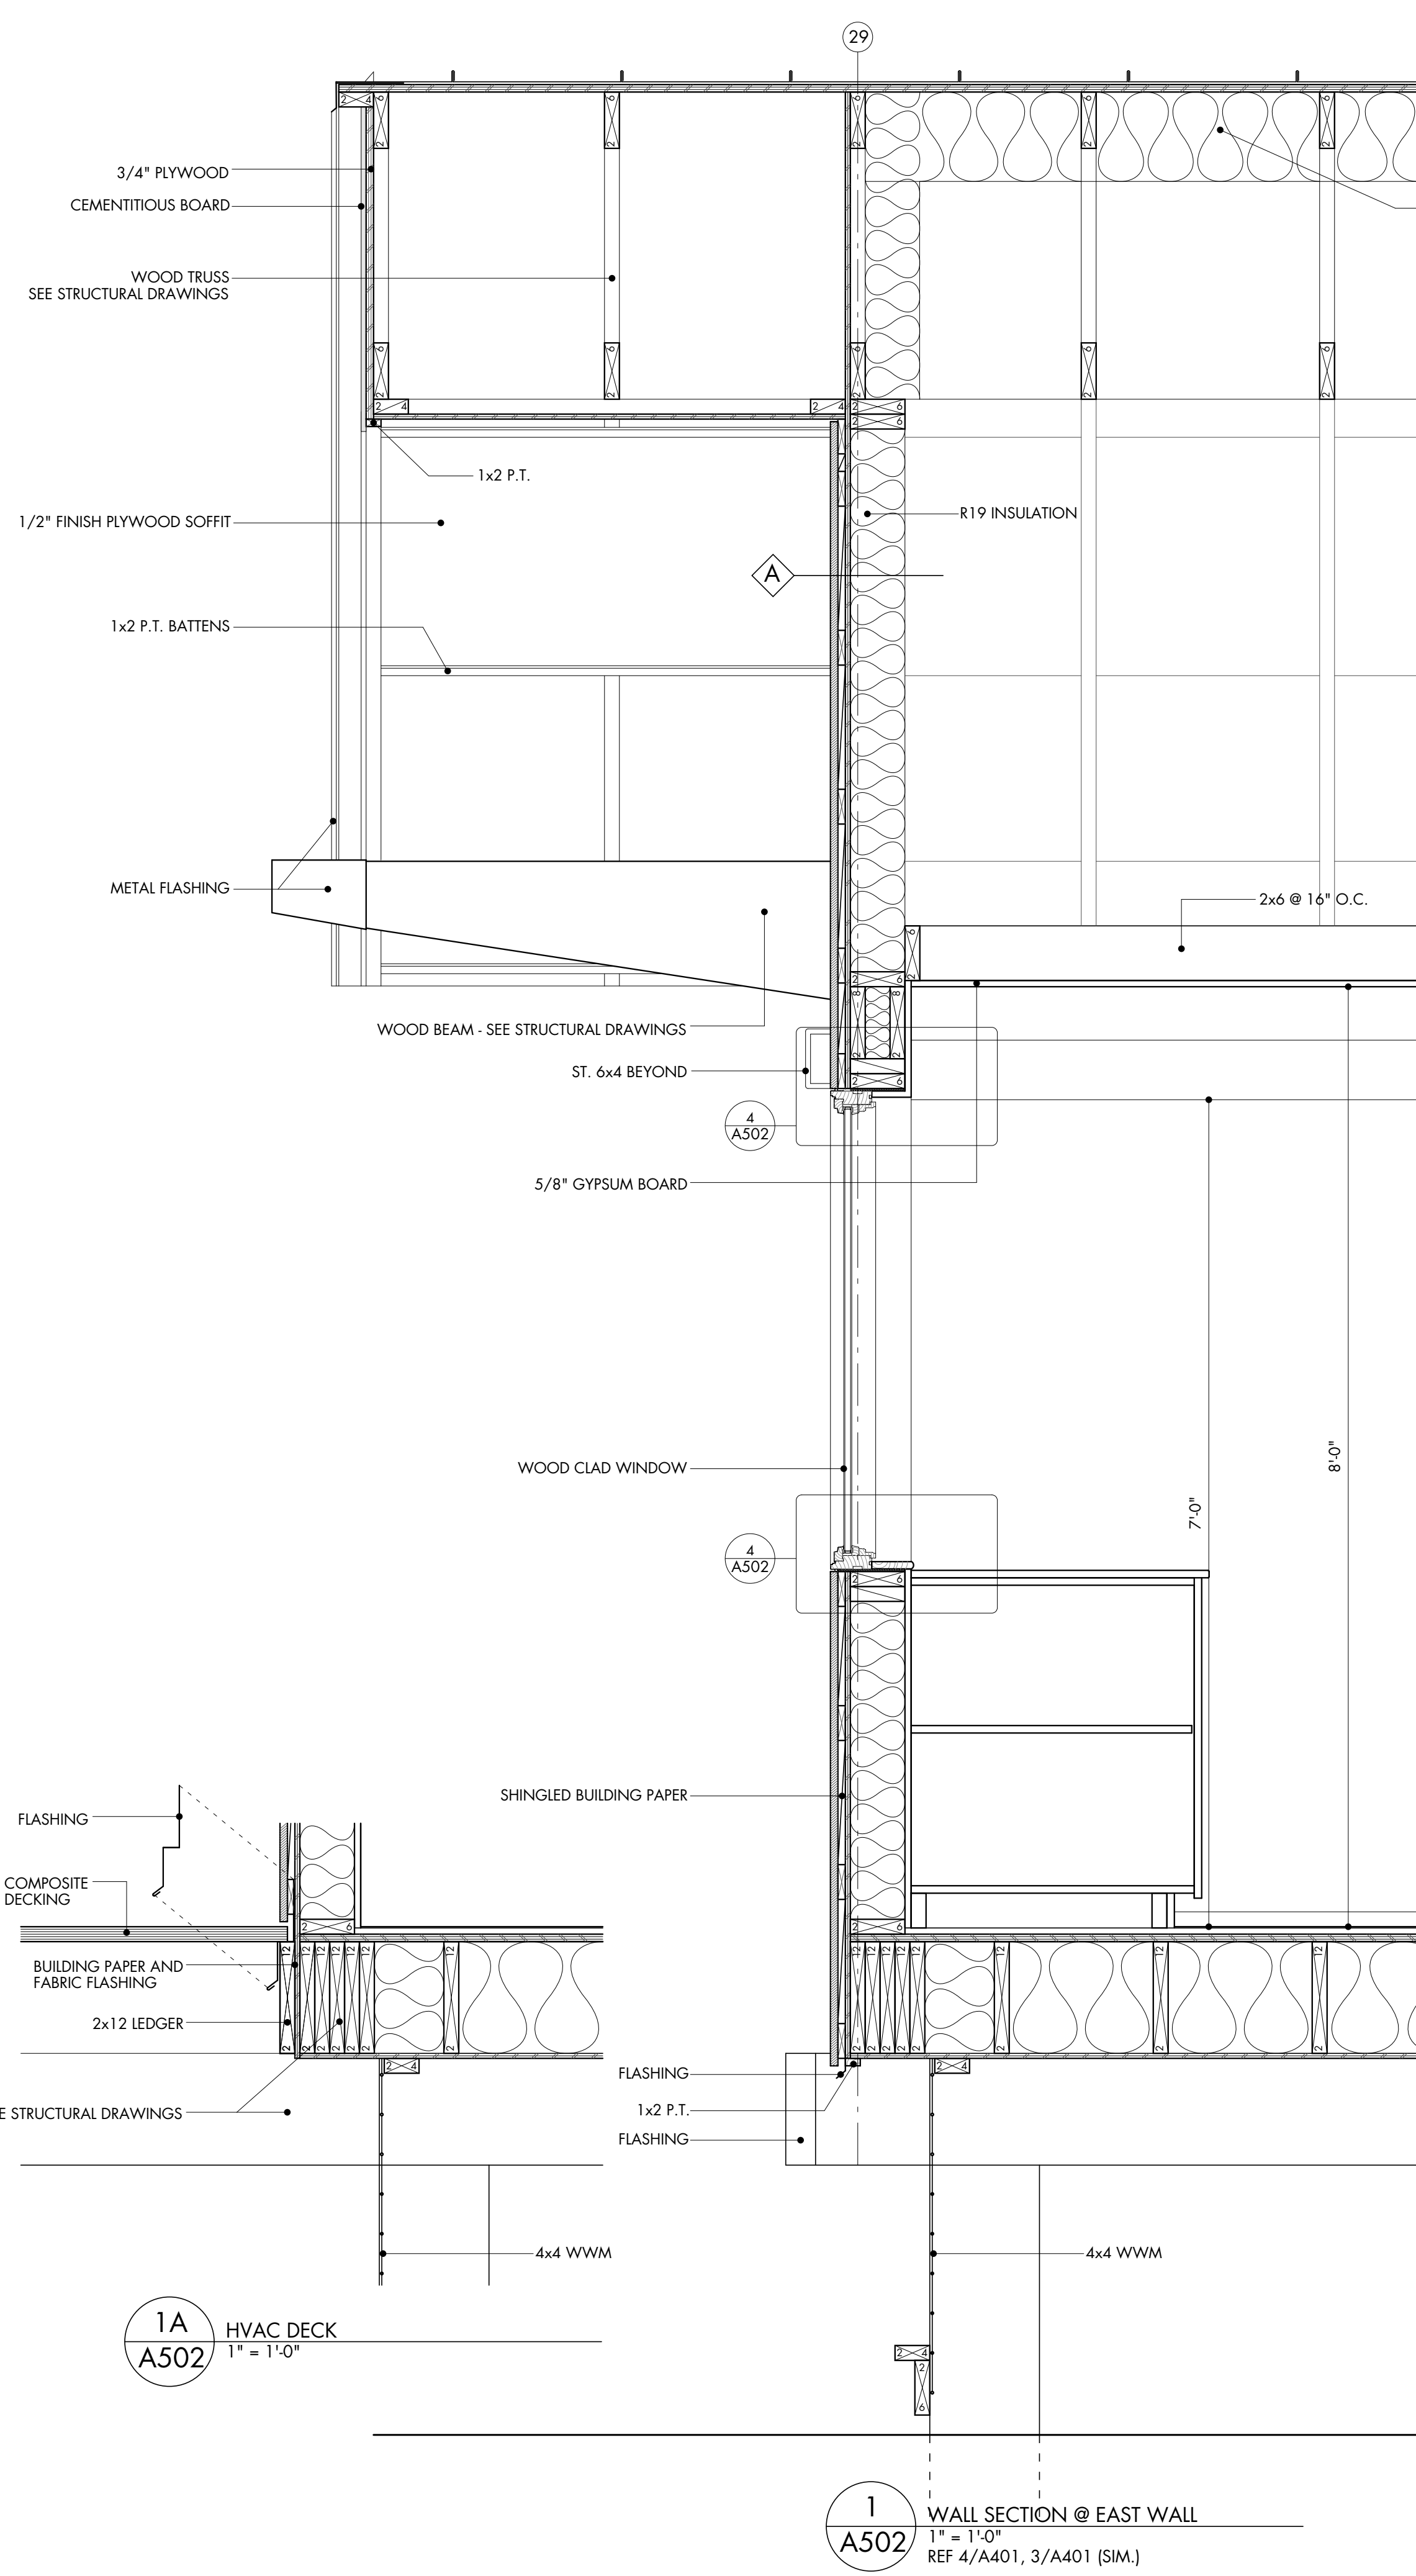 29
3/4" PLYWOOD
CEMENTITIOUS BOARD
WOOD TRUSS
SEE STRUCTURAL DRAWINGS
1x2 P.T.
1/2" FINISH PLYWOOD SOFFIT
R19 INSULATION
A
1x2 P.T. BATTENS
METAL FLASHING
2x6 @ 16" O.C.
WOOD BEAM - SEE STRUCTURAL DRAWINGS
ST. 6x4 BEYOND
4
A502
5/8" GYPSUM BOARD
WOOD CLAD WINDOW
8'-0"
7'-0"
4
A502
SHINGLED BUILDING PAPER
FLASHING
COMPOSITE
DECKING
BUILDING PAPER AND
FABRIC FLASHING
2x12 LEDGER
FLASHING
1x2 P.T.
STRUCTURAL DRAWINGS
FLASHING
4x4 WWM
4x4 WWM
1A
A502
HVAC DECK
1" = 1'-0"
1
A502
WALL SECTION @ EAST WALL
1" = 1'-0"
REF 4/A401, 3/A401 (SIM.)